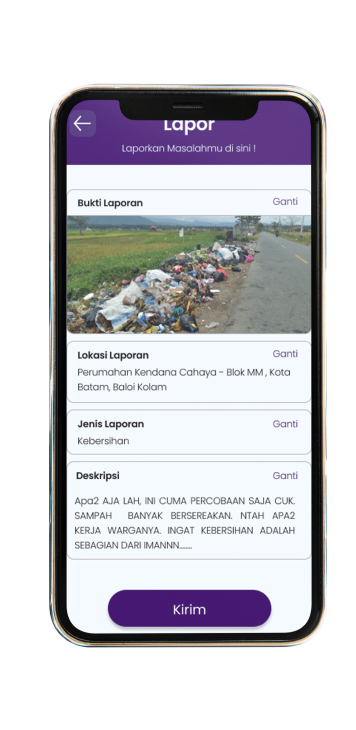 Lapor
Laporkan Masalahmu di sini !
Bukti Laporan
Ganti
Lokasi Laporan
Ganti
Perumahan Kendana Cahaya - Blok MM , Kota
Batam, Baloi Kolam
Jenis Laporan
Ganti
Kebersihan
Deskripsi
Ganti
Apa2 AJA LAH, INI CUMA PERCOBAAN SAJA CUK.
SAMPAH BANYAK BERSEREAKAN. NTAH APA2
KERJA WARGANYA. INGAT KEBERSIHAN ADALAH
SEBAGIAN DARI IMANNN.......
Kirim